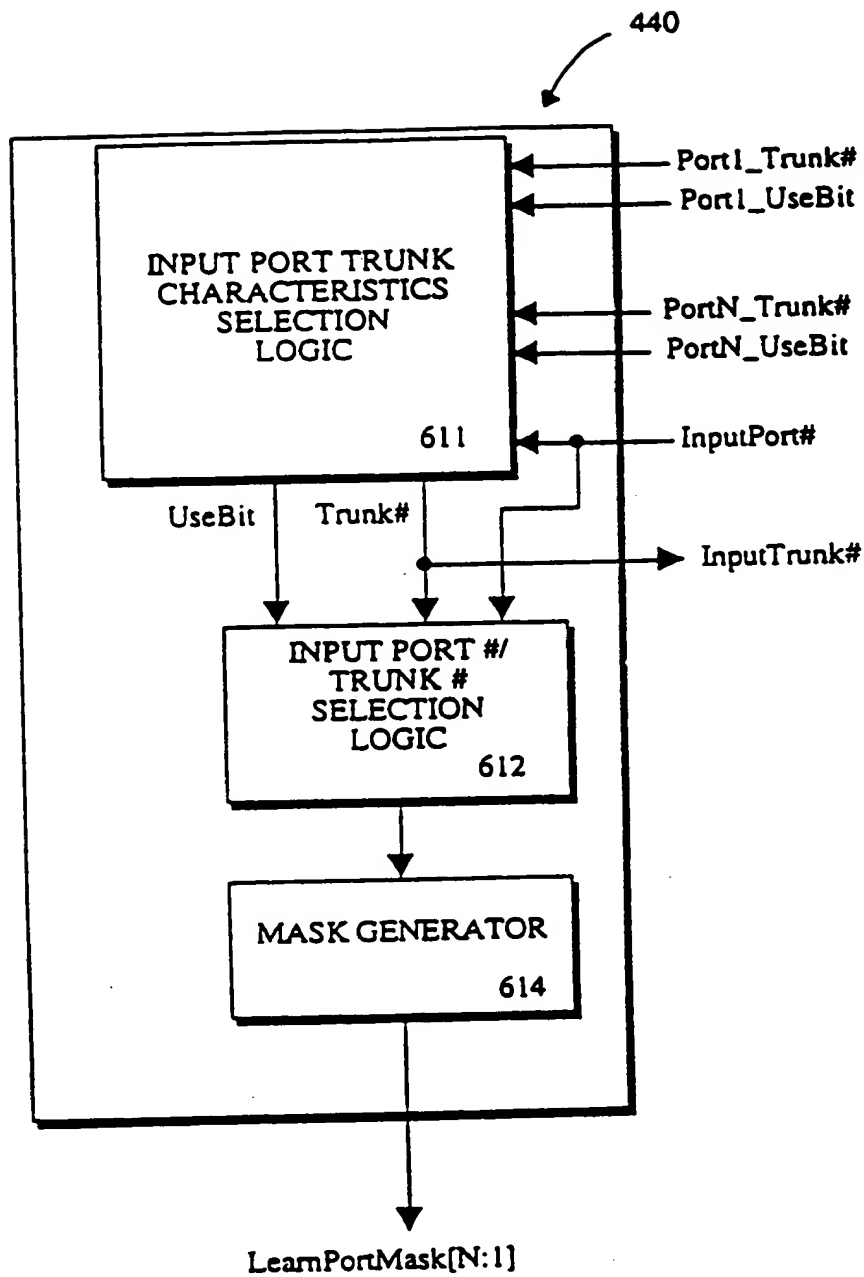 440
Port1_Trunk#
Port1_UseBit
INPUT PORT TRUNK
CHARACTERISTICS
SELECTION
LOGIC
PortN_Trunk#
PortN_UseBit
611
InputPort#
UseBit
Trunk#
InputTrunk#
INPUT PORT #/
TRUNK #
SELECTION
LOGIC
612
MASK GENERATOR
614
LearnPortMask[N:1]